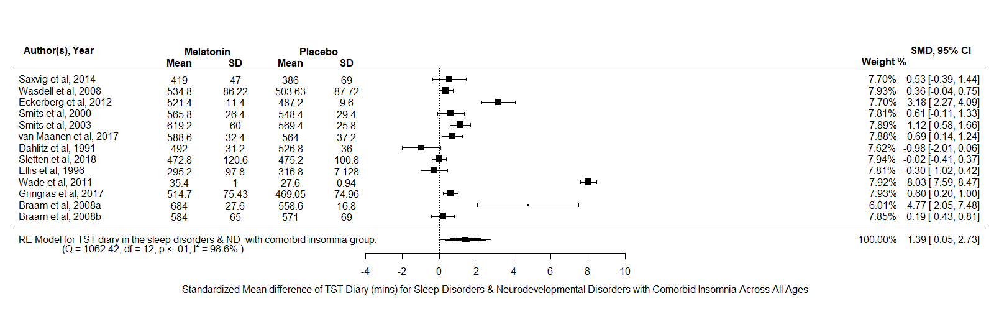 Author(s), Year Melatonin Placebo SMD, 95% CI
Mean SD Mean SD Weight %
Saxvig et al, 2014 419 47 386 69 7.70% 0.53 [-0.39, 1.44]
Wasdell et al, 2008 534.8 86.22 503.63 87.72 7.93% 0.36 [-0.04, 0.75]
Eckerberg et al, 2012 521.4 11.4 487.2 9.6 7.70% 3.18 [ 2.27, 4.09]
Smits et al, 2000 565.8 26.4 548.4 29.4 7.81% 0.61 [-0.11, 1.33]
Smits et al, 2003 619.2 60 569.4 25.8 7.89% 1.12 [ 0.58, 1.66]
van Maanen et al, 2017 588.6 32.4 564 37.2 7.88% 0.69 [ 0.14, 1.24]
Dahlitz et al, 1991 492 31.2 526.8 36 7.62% -0.98 [-2.01, 0.06]
Sletten et al, 2018 472.8 120.6 475.2 100.8 7.94% -0.02 [-0.41, 0.37]
Ellis et al, 1996 295.2 97.8 316.8 7.128 7.81% -0.30 [-1.02, 0.42]
Wade et al, 2011 35.4 1 27.6 0.94 7.92% 8.03 [ 7.59, 8.47]
Gringras et al, 2017 514.7 75.43 469.05 74.96 7.93% 0.60 [ 0.20, 1.00]
Braam et al, 2008a 684 27.6 558.6 16.8 6.01% 4.77 [ 2.05, 7.48]
Braam et al, 2008b 584 65 571 69 7.85% 0.19 [-0.43, 0.81]
RE Model for TST diary in the sleep disorders & ND with comorbid insomnia group: 100.00% 1.39 [ 0.05, 2.73]
(Q = 1062.42, df = 12, p < .01; I² = 98.6% )
-4 -2 0 2 4 6 8 10
Standardized Mean difference of TST Diary (mins) for Sleep Disorders & Neurodevelopmental Disorders with Comorbid Insomnia Across All Ages